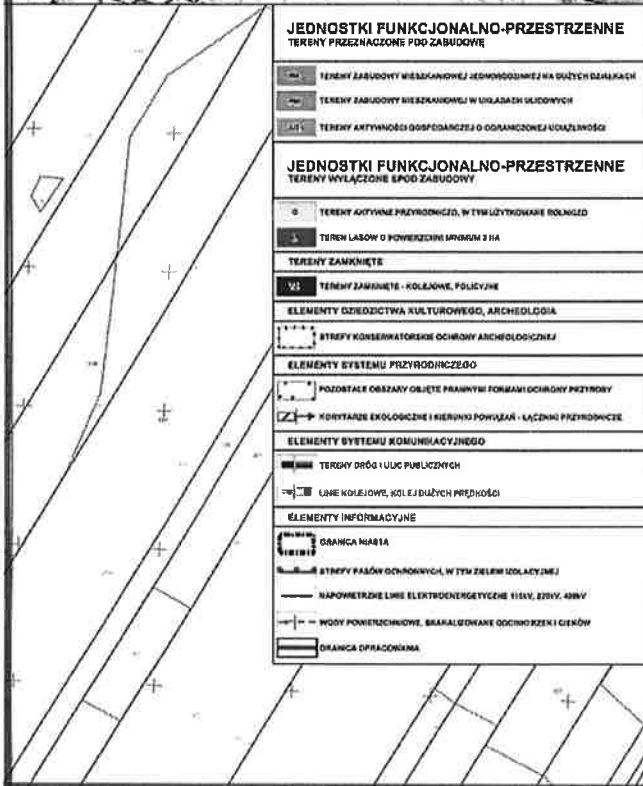 JEDNOSTKI FUNKCJONALNO-PRZESTRZENNE
TERENY PRZEZNACZONE POD ZABUDOWĘ
TERENY ZABUDOWY MIESZKANIOWEJ JEDNORODZINNEJ NA DUŻYCH DZIAŁKACH
TERENY ZABUDOWY MIESZKANIOWEJ W UKŁADACH ULICOWYCH
TERENY AKTYWNOŚCI GOSPODARCZEJ O OGRANICZONEJ UCIĄŻLIWOŚCI
JEDNOSTKI FUNKCJONALNO-PRZESTRZENNE
TERENY WYŁĄCZONE SPOD ZABUDOWY
TERENY AKTYWNE PRZYRODNICZO, W TYM UŻYTKOWANE ROLNICZO
TEREN LASÓW O POWIERZCHNI MINIMUM 3 HA
TERENY ZAMKNIĘTE
TERENY ZAMKNIĘTE - KOLEJOWE, POLICYJNE
ELEMENTY DZIEDZICTWA KULTUROWEGO, ARCHEOLOGIA
STREFY KONSERWATORSKIE OCHRONY ARCHEOLOGICZNEJ
ELEMENTY SYSTEMU PRZYRODNICZEGO
POZOSTAŁE OBSZARY OBJĘTE PRAWNYMI FORMAMI OCHRONY PRZYRODY
KORYTARZE EKOLOGICZNE I KIERUNKI POWIĄZAŃ - ŁĄCZNIKI PRZYRODNICZE
ELEMENTY SYSTEMU KOMUNIKACYJNEGO
TERENY DRÓG I ULIC PUBLICZNYCH
LINIE KOLEJOWE, KOLEJ DUŻYCH PRĘDKOŚCI
ELEMENTY INFORMACYJNE
GRANICA MIASTA
STREFY PASÓW OCHRONNYCH, W TYM ZIELENI IZOLACYJNEJ
NAPOWIETRZNE LINIE ELEKTROENERGETYCZNE 110kV, 220kV, 400kV
WODY POWIERZCHNIOWE, SKANALIZOWANE ODCINKI RZEK I CIEKÓW
GRANICA OPRACOWANIA